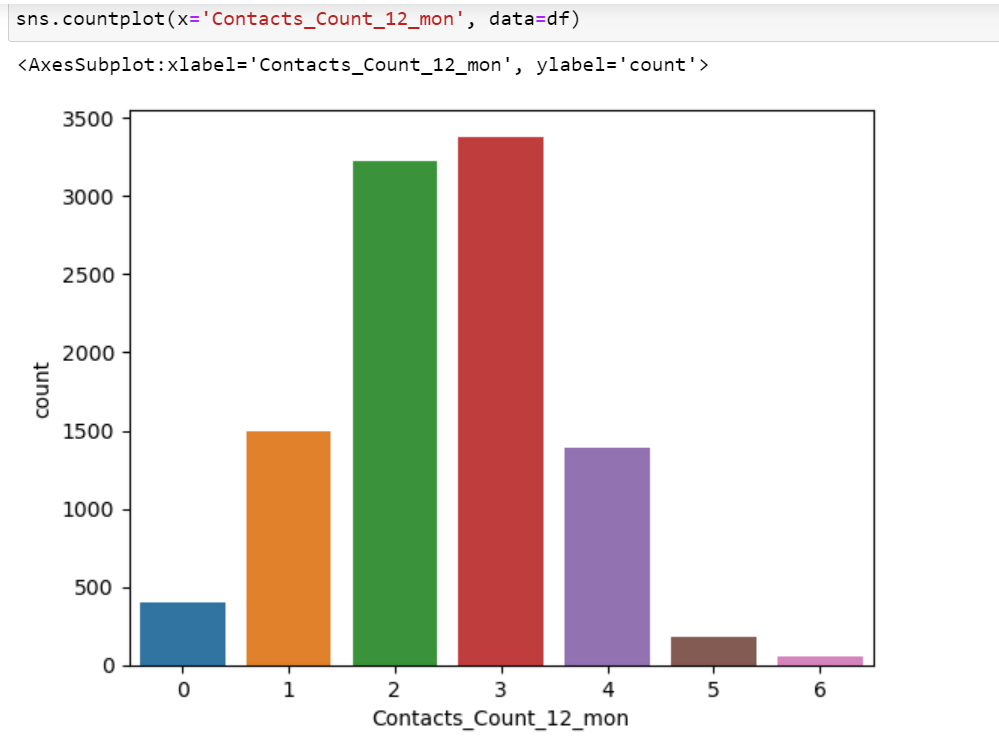 sns.countplot(x='Contacts_Count_12_mon', data=df)
<AxesSubplot:xlabel='Contacts_Count_12_mon', ylabel='count'>
3500
3000
2500
2000
1500
1000
500
0
count
0 1 2 3 4 5 6
Contacts_Count_12_mon